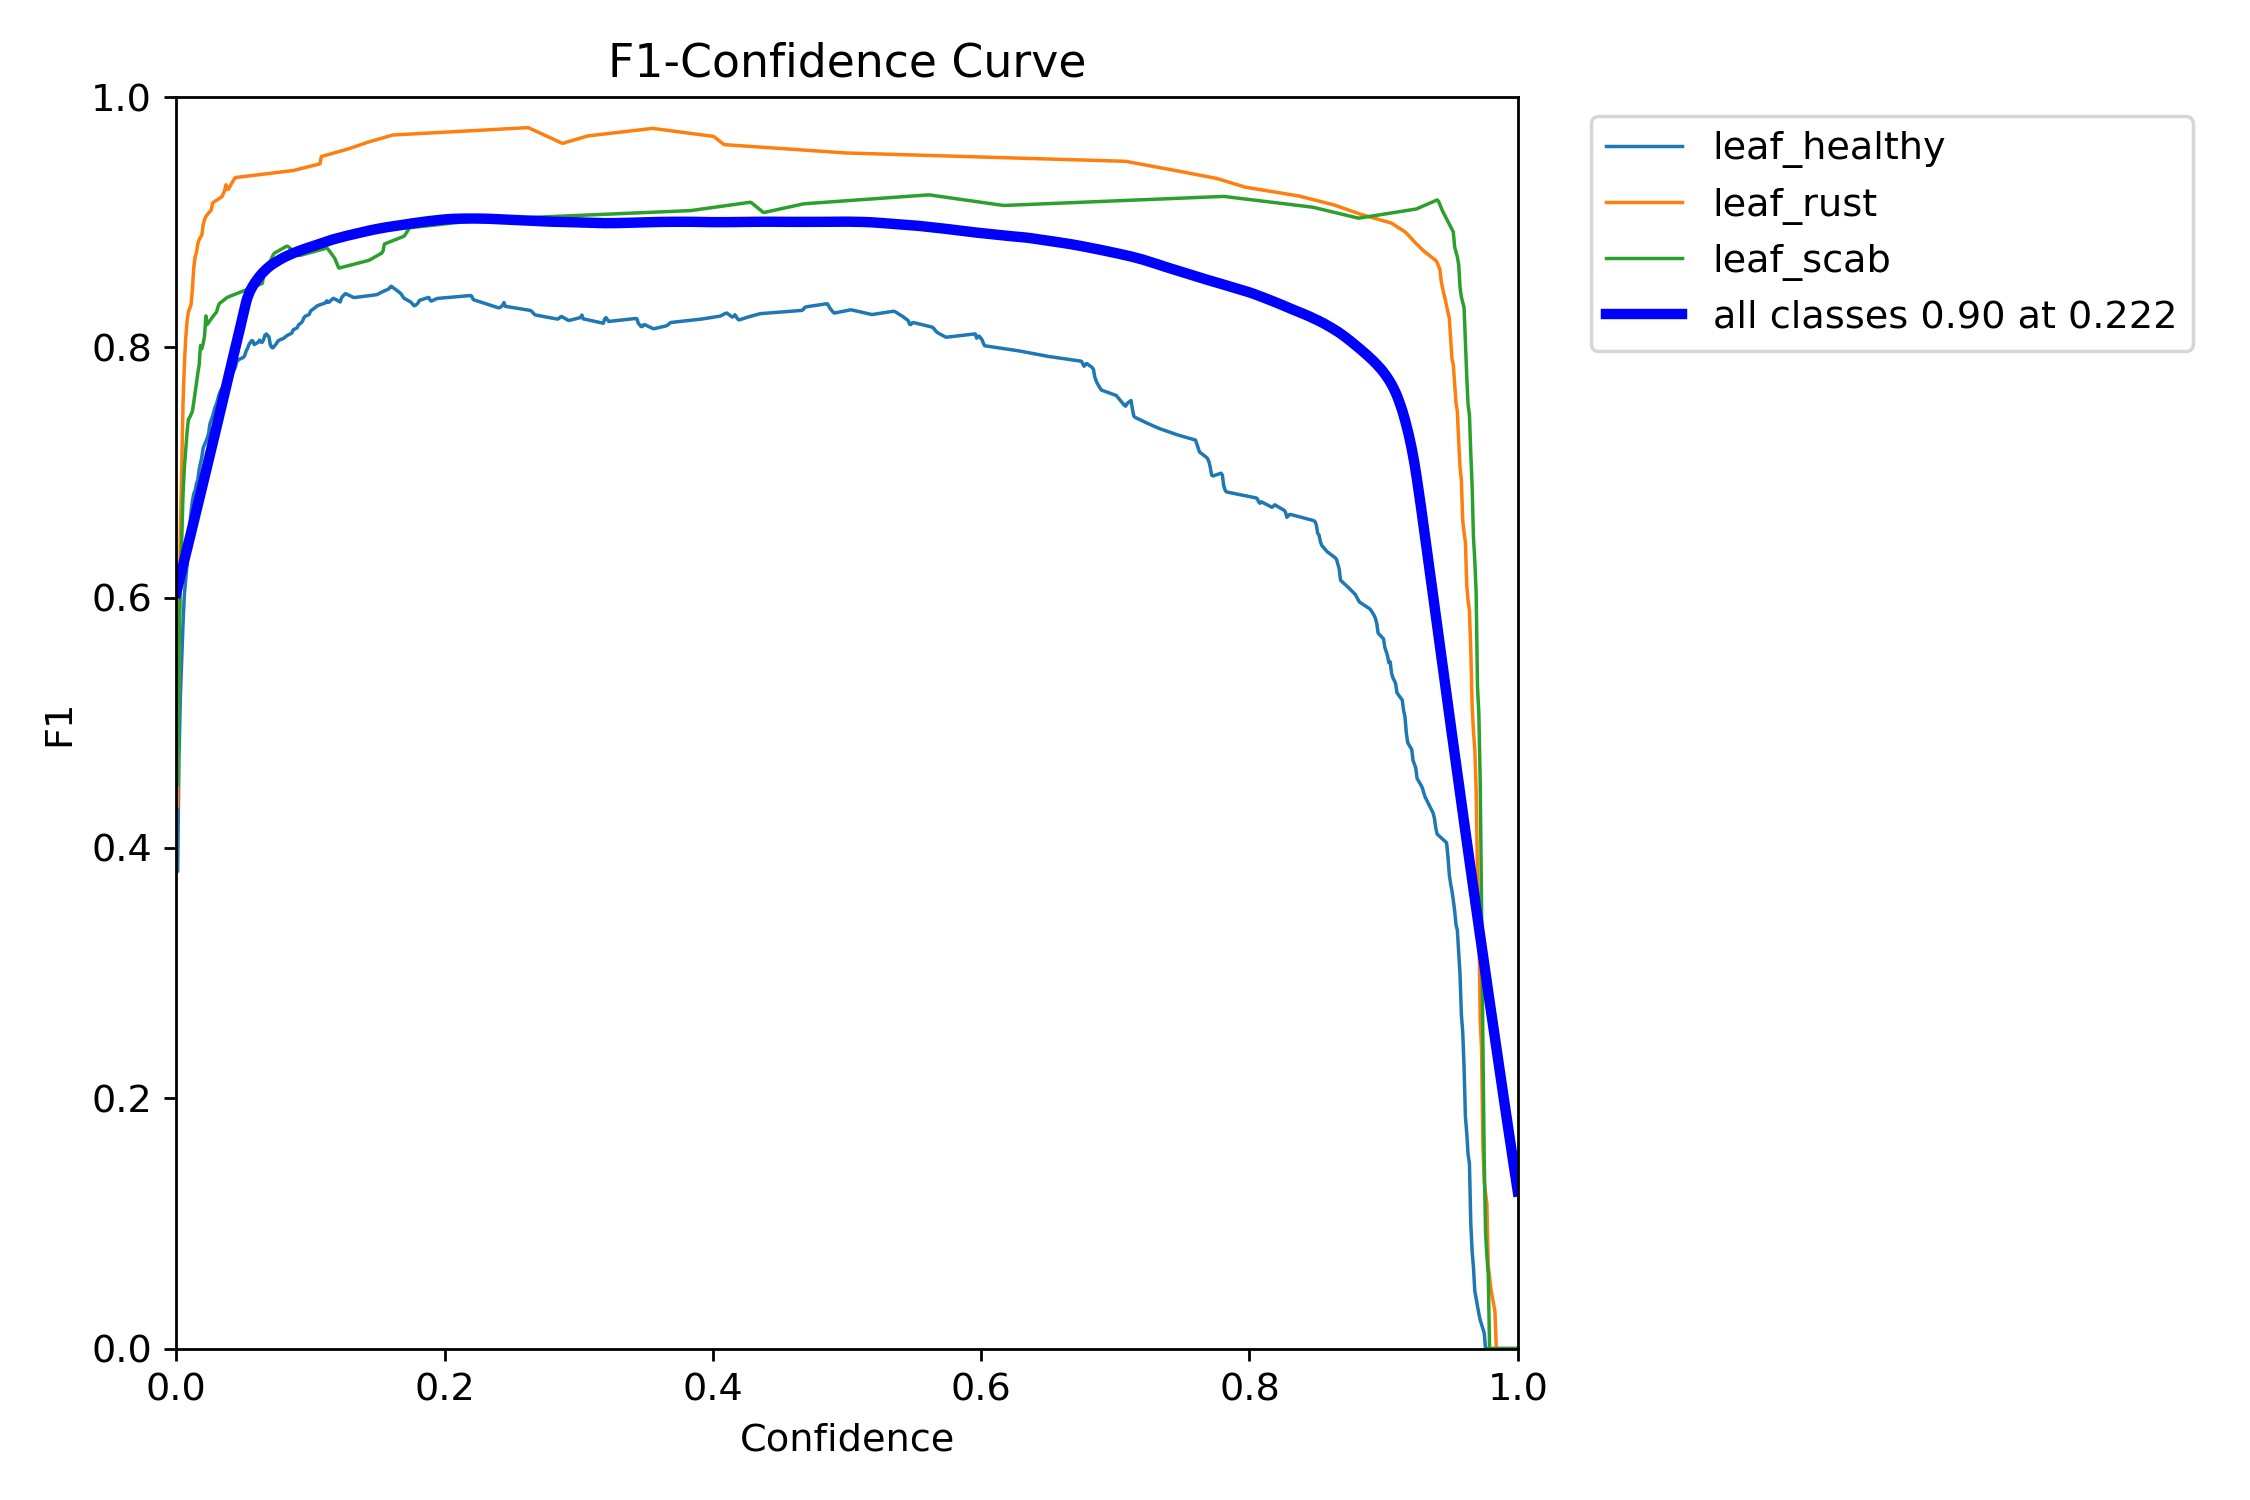 F1-Confidence Curve
1.0
0.8
0.6
0.4
0.2
0.0
F1
0.0 0.2 0.4 0.6 0.8 1.0
Confidence
leaf_healthy
leaf_rust
leaf_scab
all classes 0.90 at 0.222